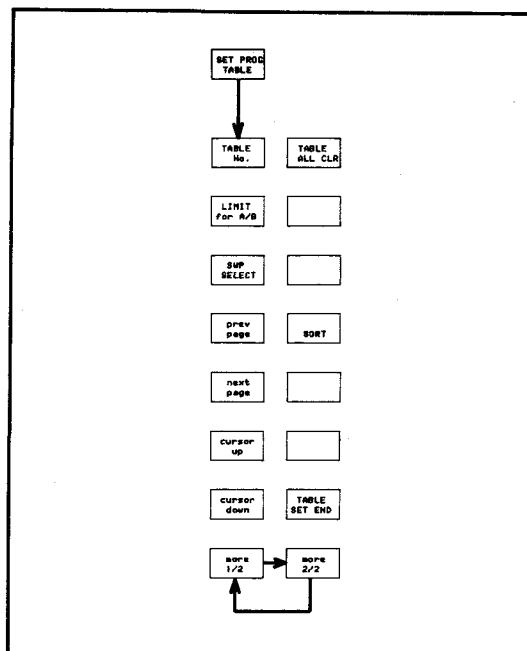 SET PROG
TABLE
TABLE
No.
TABLE
ALL CLR
LIMIT
for A/B
SWP
SELECT
prev
page
SORT
next
page
cursor
up
cursor
down
TABLE
SET END
more
1/2
more
2/2